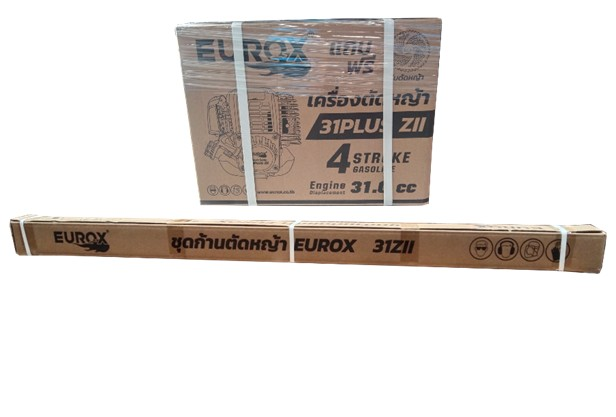 EUROX
แถม
ฟรี
เครื่องตัดหญ้า
31PLUS ZII
4 STROKE
GASOLINE
Engine
Displacement
31.0 cc
EUROX
ชุดก้านตัดหญ้า EUROX 31ZII